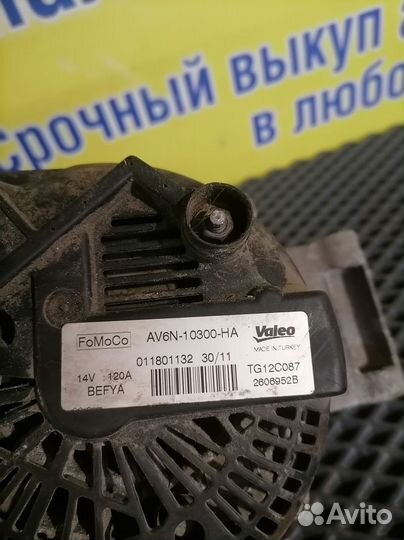 Срочный выкуп
в любо
FoMoCo
AV6N-10300-HA
Valeo
MADE IN TURKEY
011801132 30/11
14V 120A
BEFYA
TG12C087
2606952B
Avito